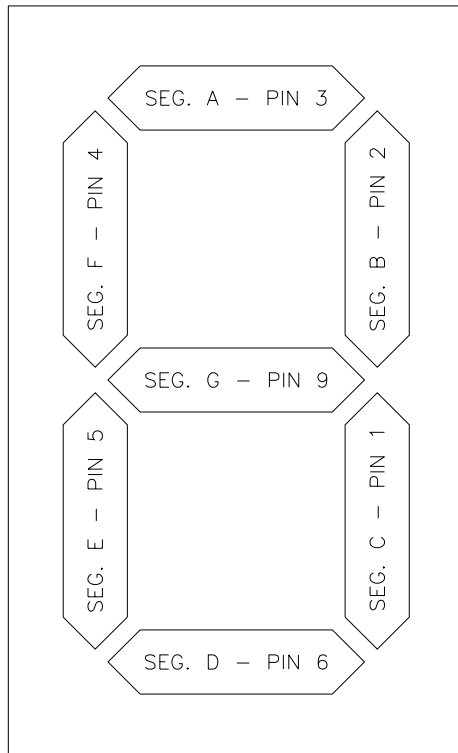 SEG. A - PIN 3
SEG. F - PIN 4
SEG. B - PIN 2
SEG. G - PIN 9
SEG. E - PIN 5
SEG. C - PIN 1
SEG. D - PIN 6